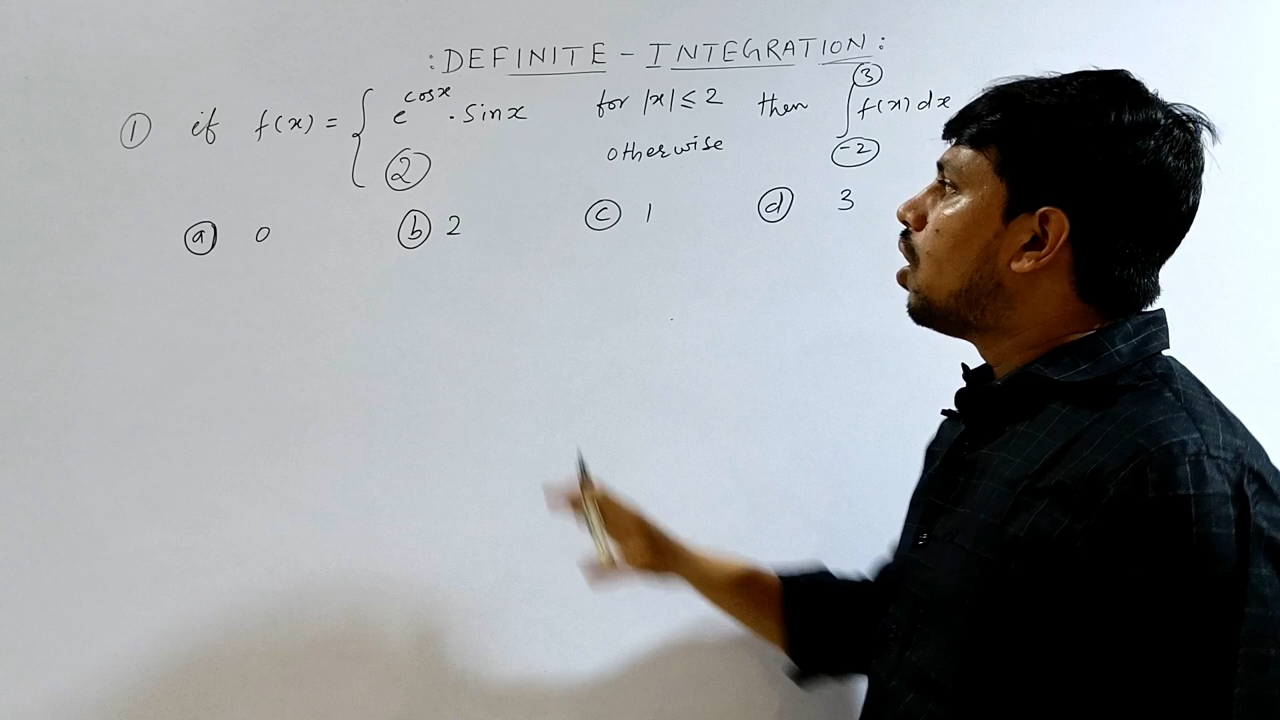 : DEFINITE - INTEGRATION :
① if f(x) = { e^cosx . sinx for |x| ≤ 2 then ∫ f(x) dx
2 otherwise -2 3
ⓐ 0 ⓑ 2 ⓒ 1 ⓓ 3